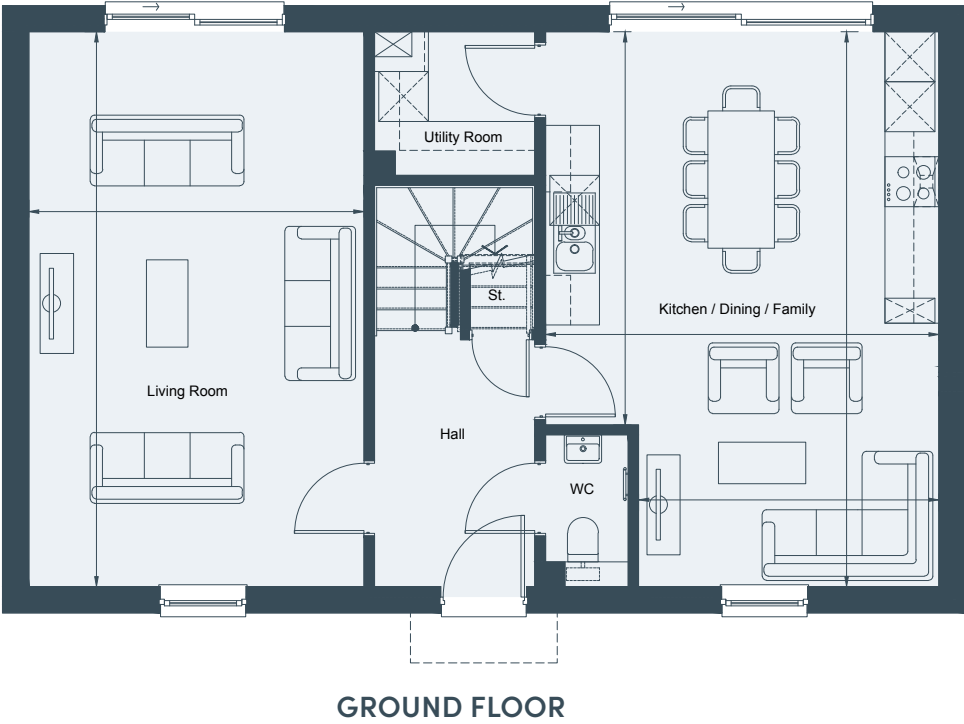 Utility Room
St.
Kitchen / Dining / Family
Living Room
Hall
WC
GROUND FLOOR